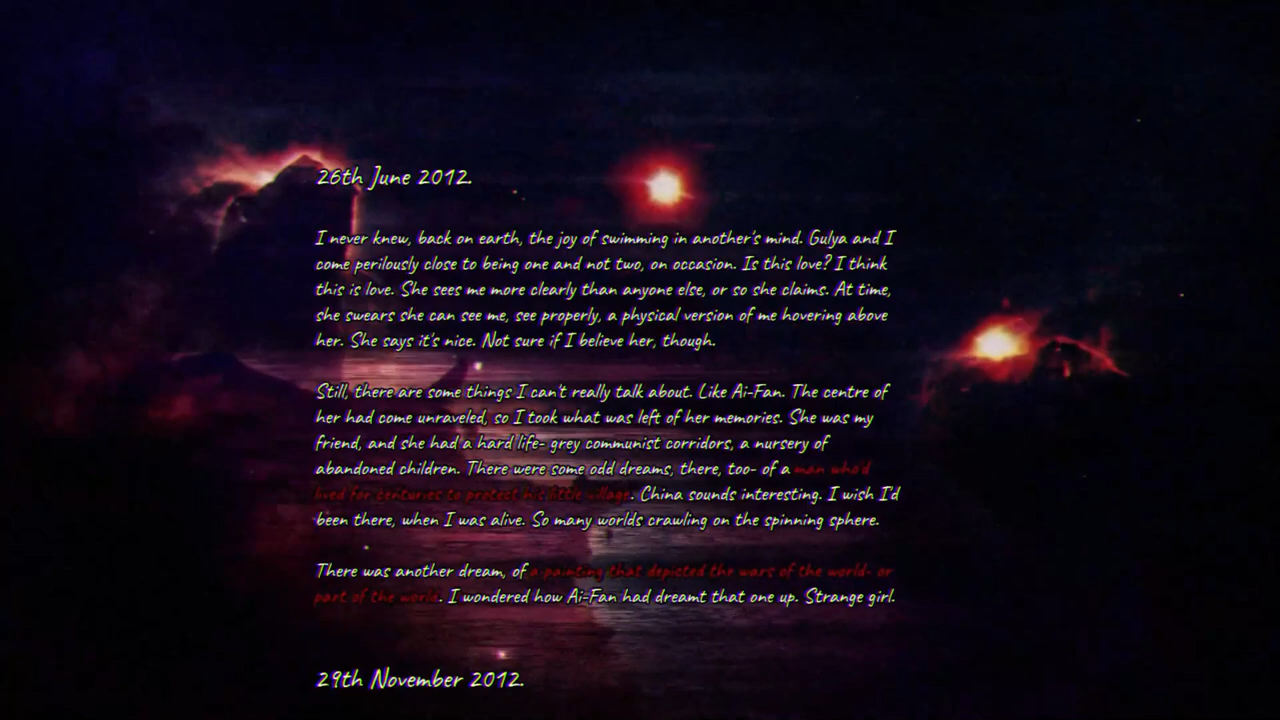 26th June 2012.
I never knew, back on earth, the joy of swimming in another's mind. Gulya and I
come perilously close to being one and not two, on occasion. Is this love? I think
this is love. She sees me more clearly than anyone else, or so she claims. At time,
she swears she can see me, see properly, a physical version of me hovering above
her. She says it's nice. Not sure if I believe her, though.
Still, there are some things I can't really talk about. Like Ai-Fan. The centre of
her had come unraveled, so I took what was left of her memories. She was my
friend, and she had a hard life- grey communist corridors, a nursery of
abandoned children. There were some odd dreams, there, too- of a man who'd
lived for centuries to protect his little village. China sounds interesting. I wish I'd
been there, when I was alive. So many worlds crawling on the spinning sphere.
There was another dream, of a painting that depicted the wars of the world- or
part of the world. I wondered how Ai-Fan had dreamt that one up. Strange girl.
29th November 2012.